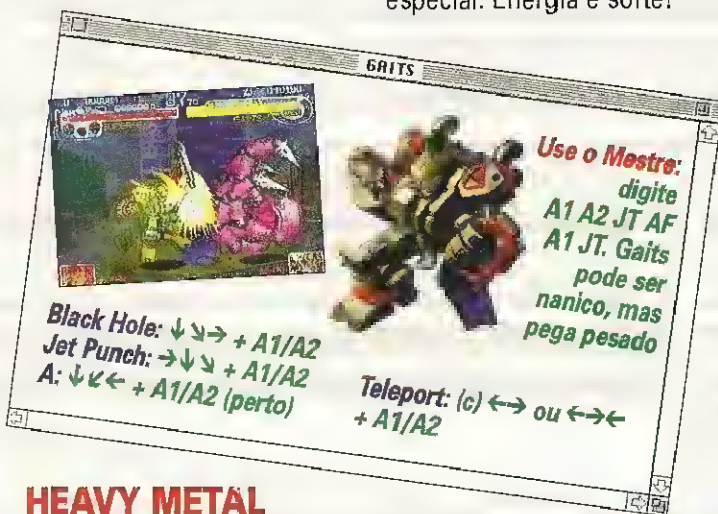 especial. Energia e sorte!
GAITS
Use o Mestre:
digite
A1 A2 JT AF
A1 JT. Gaits
pode ser
nanico, mas
pega pesado
Black Hole: ↓↘→ + A1/A2
Jet Punch: →↓↘ + A1/A2
A: ↓↙← + A1/A2 (perto)
Teleport: (c) ←→ ou ←→←
+ A1/A2
HEAVY METAL